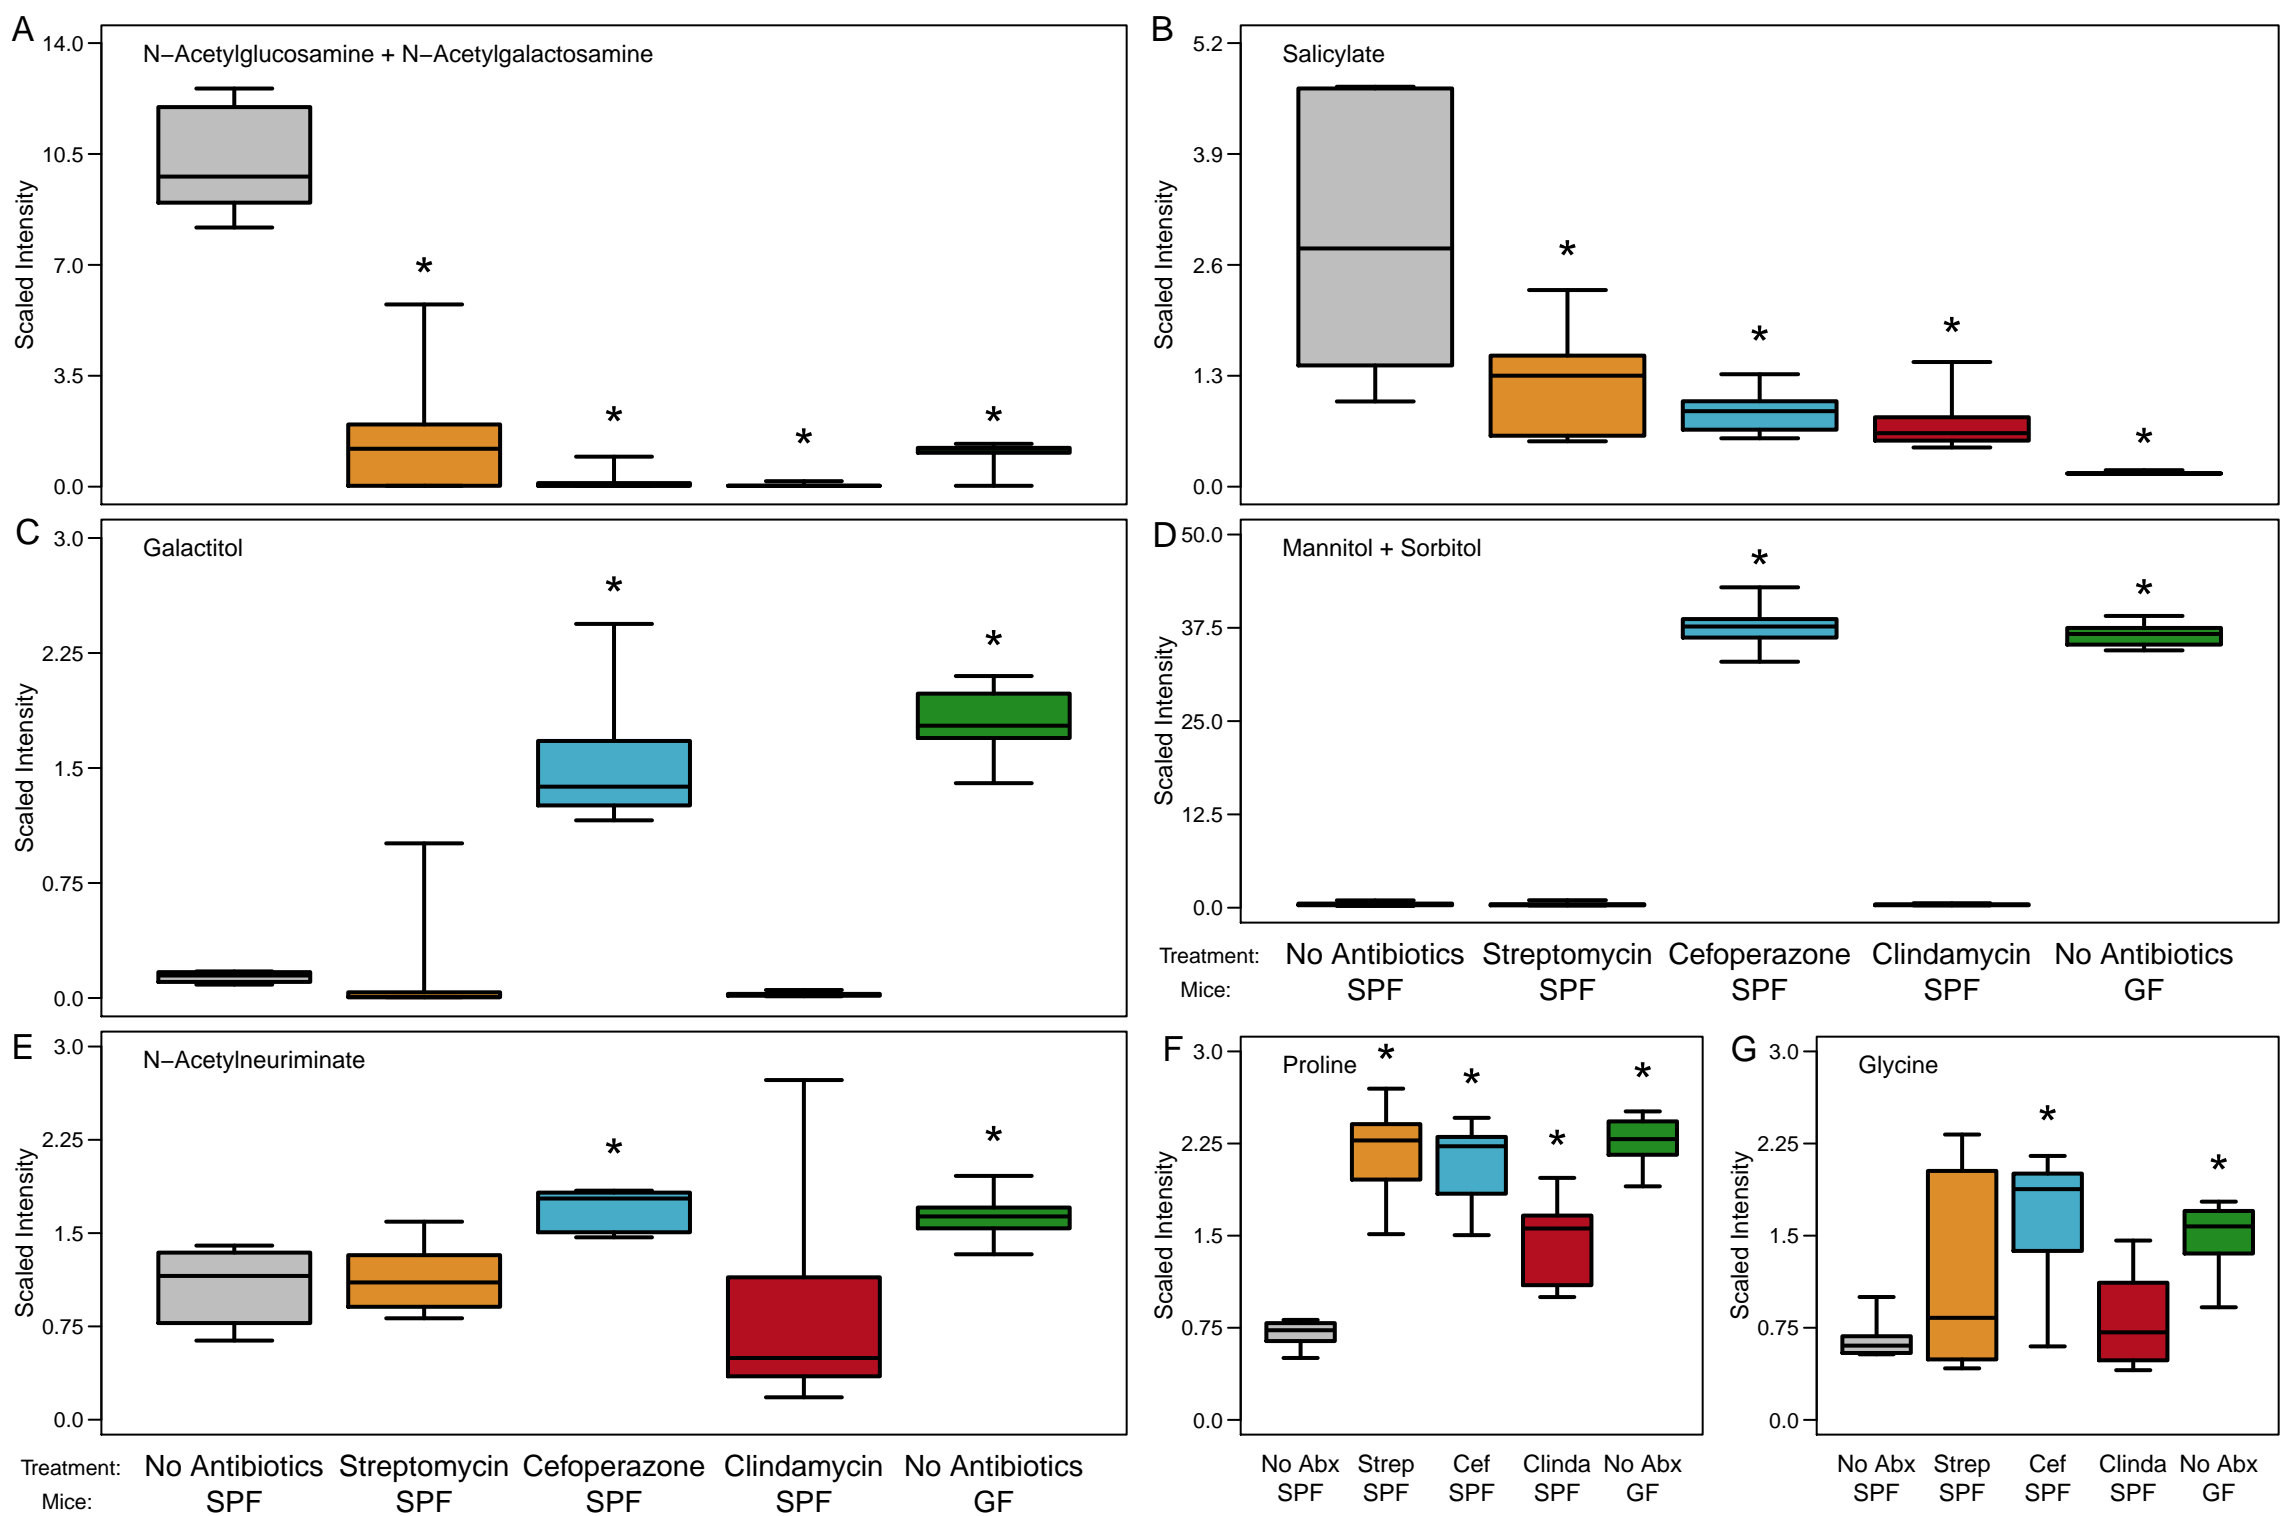 A
N−Acetylglucosamine + N−Acetylgalactosamine
Scaled Intensity
14.0
10.5
7.0
3.5
0.0
*
*
*
*
B
Salicylate
Scaled Intensity
5.2
3.9
2.6
1.3
0.0
*
*
*
*
C
Galactitol
Scaled Intensity
3.0
2.25
1.5
0.75
0.0
*
*
D
Mannitol + Sorbitol
Scaled Intensity
50.0
37.5
25.0
12.5
0.0
*
*
Treatment: No Antibiotics Streptomycin Cefoperazone Clindamycin No Antibiotics
Mice: SPF SPF SPF SPF GF
E
N−Acetylneuriminate
Scaled Intensity
3.0
2.25
1.5
0.75
0.0
*
*
Treatment: No Antibiotics Streptomycin Cefoperazone Clindamycin No Antibiotics
Mice: SPF SPF SPF SPF GF
F
Proline
Scaled Intensity
3.0
2.25
1.5
0.75
0.0
*
*
*
*
No Abx Strep Cef Clinda No Abx
SPF SPF SPF SPF GF
G
Glycine
Scaled Intensity
3.0
2.25
1.5
0.75
0.0
*
*
No Abx Strep Cef Clinda No Abx
SPF SPF SPF SPF GF